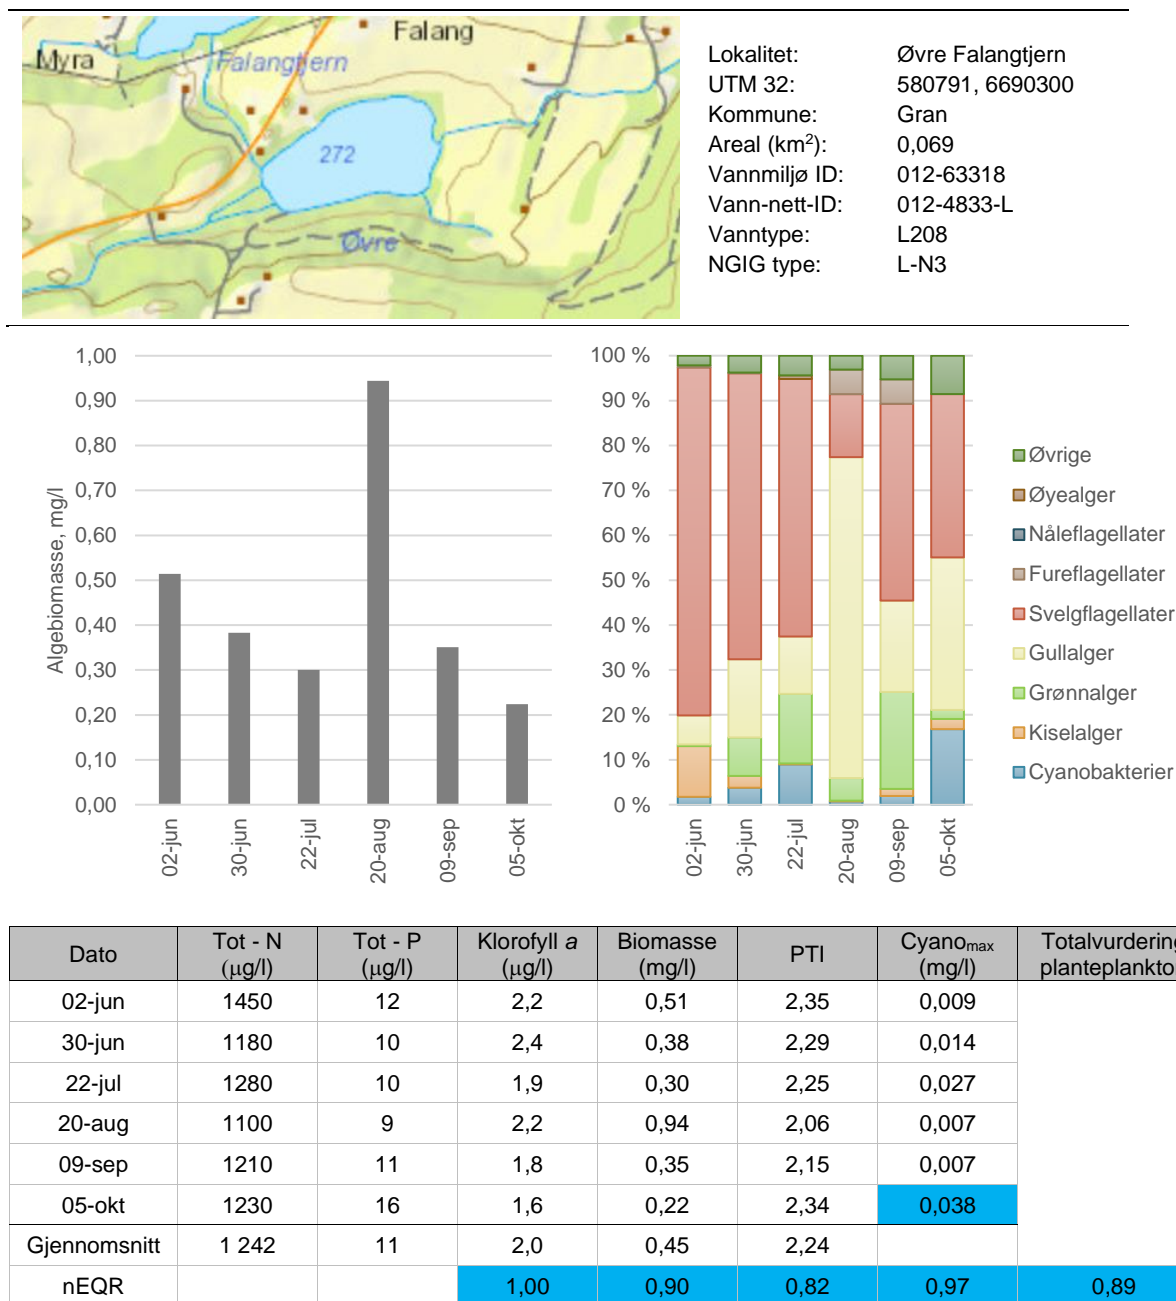 Falang
Myra
Falangtjern
272
Øvre
Lokalitet: Øvre Falangtjern
UTM 32: 580791, 6690300
Kommune: Gran
Areal (km²): 0,069
Vannmiljø ID: 012-63318
Vann-nett-ID: 012-4833-L
Vanntype: L208
NGIG type: L-N3
Algebiomasse, mg/l
1,00
0,90
0,80
0,70
0,60
0,50
0,40
0,30
0,20
0,10
0,00
02-jun
30-jun
22-jul
20-aug
09-sep
05-okt
100 %
90 %
80 %
70 %
60 %
50 %
40 %
30 %
20 %
10 %
0 %
02-jun
30-jun
22-jul
20-aug
09-sep
05-okt
Øvrige
Øyealger
Nåleflagellater
Fureflagellater
Svelgflagellater
Gullalger
Grønnalger
Kiselalger
Cyanobakterier
Dato Tot - N (µg/l) Tot - P (µg/l) Klorofyll a (µg/l) Biomasse (mg/l) PTI Cyanomax (mg/l) Totalvurdering planteplankto
02-jun 1450 12 2,2 0,51 2,35 0,009
30-jun 1180 10 2,4 0,38 2,29 0,014
22-jul 1280 10 1,9 0,30 2,25 0,027
20-aug 1100 9 2,2 0,94 2,06 0,007
09-sep 1210 11 1,8 0,35 2,15 0,007
05-okt 1230 16 1,6 0,22 2,34 0,038
Gjennomsnitt 1 242 11 2,0 0,45 2,24
nEQR 1,00 0,90 0,82 0,97 0,89